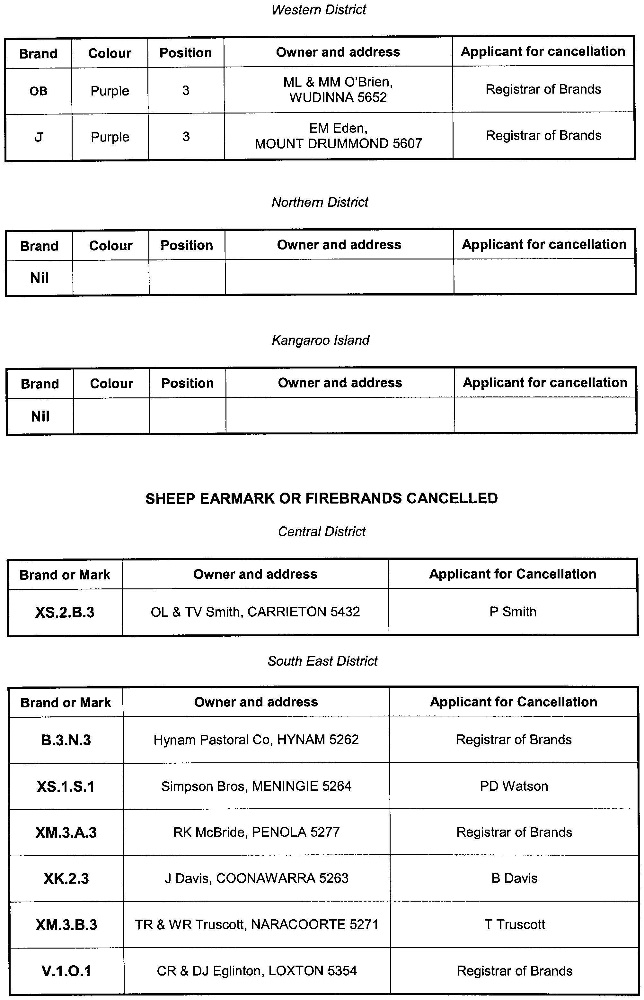 Western District
Brand Colour Position Owner and address Applicant for cancellation
OB Purple 3 ML & MM O'Brien, WUDINNA 5652 Registrar of Brands
J Purple 3 EM Eden, MOUNT DRUMMOND 5607 Registrar of Brands
Northern District
Brand Colour Position Owner and address Applicant for cancellation
Nil
Kangaroo Island
Brand Colour Position Owner and address Applicant for cancellation
Nil
SHEEP EARMARK OR FIREBRANDS CANCELLED
Central District
Brand or Mark Owner and address Applicant for Cancellation
XS.2.B.3 OL & TV Smith, CARRIETON 5432 P Smith
South East District
Brand or Mark Owner and address Applicant for Cancellation
B.3.N.3 Hynam Pastoral Co, HYNAM 5262 Registrar of Brands
XS.1.S.1 Simpson Bros, MENINGIE 5264 PD Watson
XM.3.A.3 RK McBride, PENOLA 5277 Registrar of Brands
XK.2.3 J Davis, COONAWARRA 5263 B Davis
XM.3.B.3 TR & WR Truscott, NARACOORTE 5271 T Truscott
V.1.O.1 CR & DJ Eglinton, LOXTON 5354 Registrar of Brands